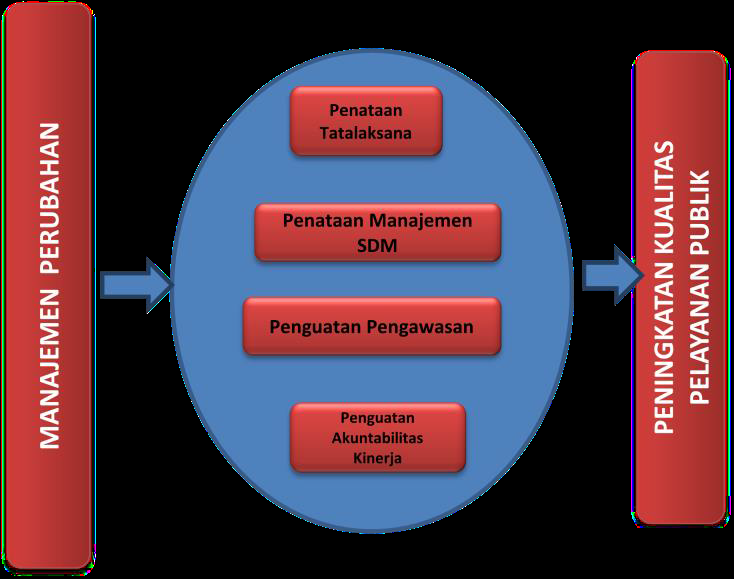 MANAJEMEN PERUBAHAN
Penataan
Tatalaksana
Penataan Manajemen
SDM
Penguatan Pengawasan
Penguatan
Akuntabilitas
Kinerja
PENINGKATAN KUALITAS
PELAYANAN PUBLIK